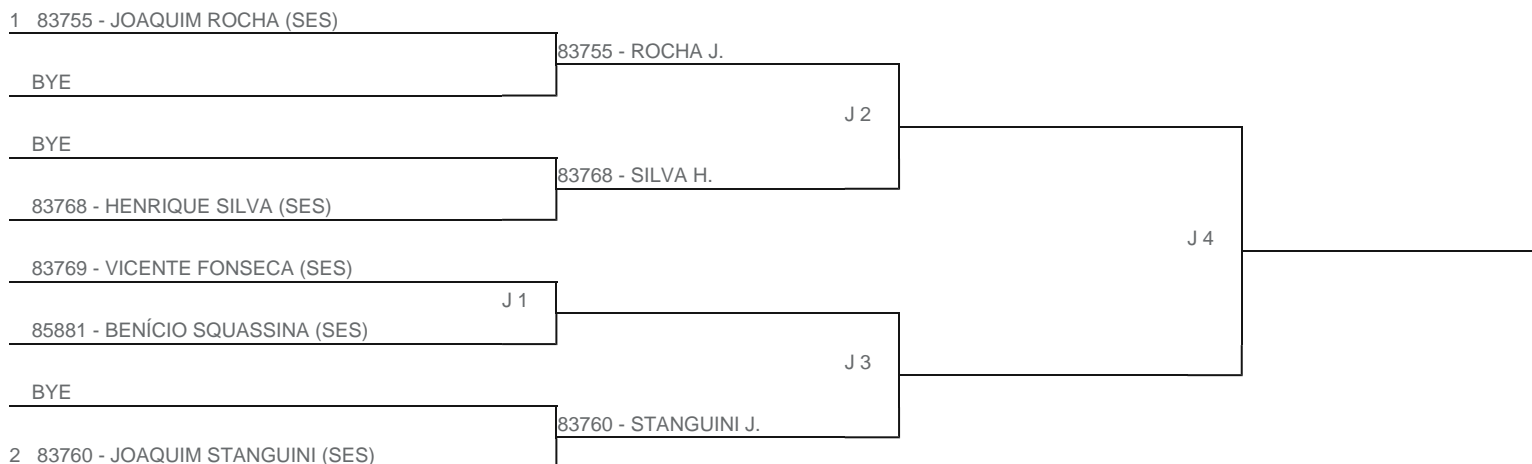 1 83755 - JOAQUIM ROCHA (SES)
83755 - ROCHA J.
BYE
J 2
BYE
83768 - SILVA H.
83768 - HENRIQUE SILVA (SES)
J 4
83769 - VICENTE FONSECA (SES)
J 1
85881 - BENÍCIO SQUASSINA (SES)
J 3
BYE
83760 - STANGUINI J.
2 83760 - JOAQUIM STANGUINI (SES)